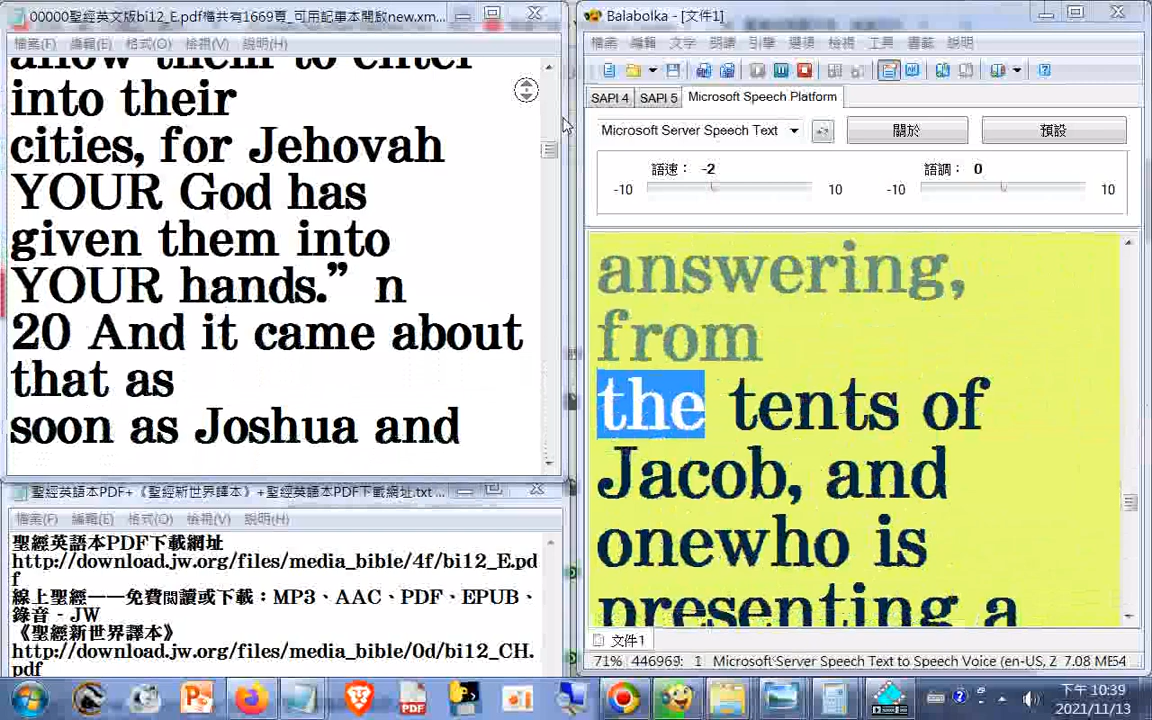 00000聖經英文版bi12_E.pdf檔共有1669頁_可用記事本開啟new.xm...
檔案(F) 編輯(E) 格式(O) 檢視(V) 說明(H)
allow them to enter
into their
cities, for Jehovah
YOUR God has
given them into
YOUR hands.” n
20 And it came about
that as
soon as Joshua and
聖經英語本PDF+《聖經新世界譯本》+聖經英語本PDF下載網址.txt ...
檔案(F) 編輯(E) 格式(O) 檢視(V) 說明(H)
聖經英語本PDF下載網址
http://download.jw.org/files/media_bible/4f/bi12_E.pd
f
線上聖經——免費閱讀或下載：MP3、AAC、PDF、EPUB、
錄音 - JW
《聖經新世界譯本》
http://download.jw.org/files/media_bible/0d/bi12_CH.
pdf
Balabolka - [文件1]
檔案 編輯 文字 朗讀 引擎 選項 檢視 工具 書籤 說明
SAPI 4 SAPI 5 Microsoft Speech Platform
Microsoft Server Speech Text 關於 預設
語速： -2 語調： 0
-10 10 -10 10
answering,
from
the tents of
Jacob, and
onewho is
presenting a
文件1
71% 446969: 1 Microsoft Server Speech Text to Speech Voice (en-US, Z 7.08 ME54
PDF
下午 10:39
2021/11/13